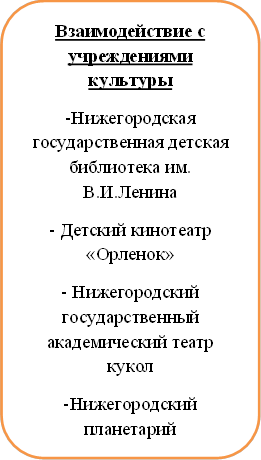 Взаимодействие с
учреждениями
культуры
-Нижегородская
государственная детская
библиотека им.
В.И.Ленина
- Детский кинотеатр
«Орленок»
- Нижегородский
государственный
академический театр
кукол
-Нижегородский
планетарий